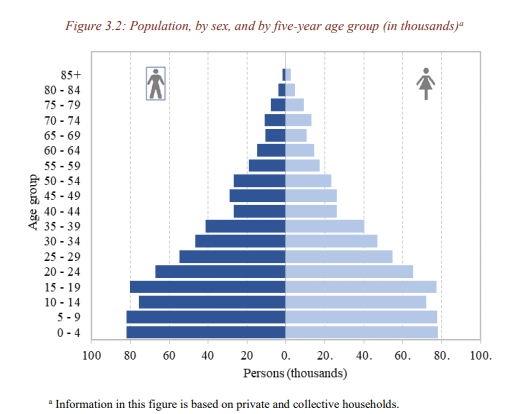 Figure 3.2: Population, by sex, and by five-year age group (in thousands)ᵃ
85+
80 - 84
75 - 79
70 - 74
65 - 69
60 - 64
55 - 59
50 - 54
45 - 49
40 - 44
35 - 39
30 - 34
25 - 29
20 - 24
15 - 19
10 - 14
5 - 9
0 - 4
Age group
100 80 60 40 20 0. 20. 40. 60. 80. 100.
Persons (thousands)
ᵃ Information in this figure is based on private and collective households.